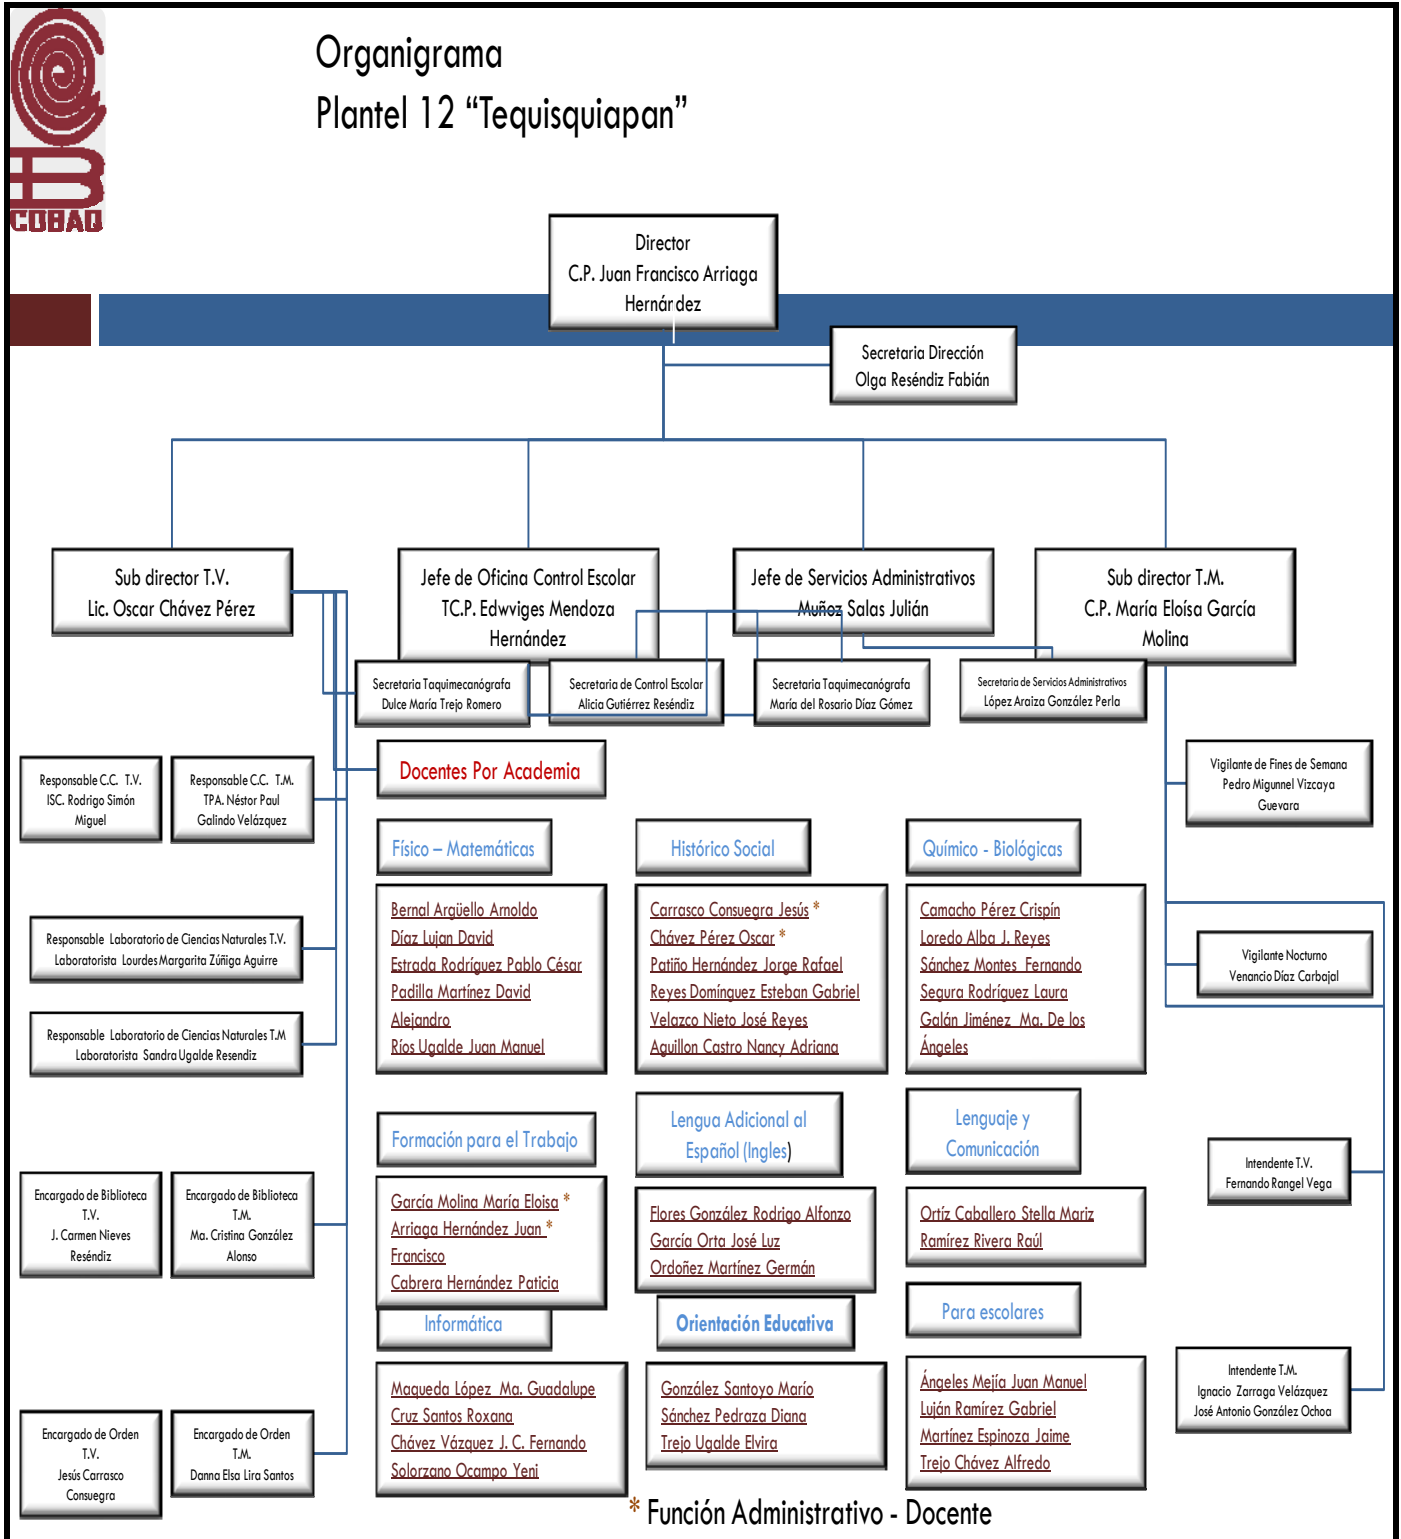 COBAQ
Organigrama
Plantel 12 “Tequisquiapan”
Director
C.P. Juan Francisco Arriaga
Hernández
Secretaria Dirección
Olga Reséndiz Fabián
Sub director T.V.
Lic. Oscar Chávez Pérez
Jefe de Oficina Control Escolar
TC.P. Edwviges Mendoza
Hernández
Jefe de Servicios Administrativos
Muñoz Salas Julián
Sub director T.M.
C.P. María Eloísa García
Molina
Secretaria Taquimecanógrafa
Dulce María Trejo Romero
Secretaria de Control Escolar
Alicia Gutiérrez Reséndiz
Secretaria Taquimecanógrafa
María del Rosario Díaz Gómez
Secretaria de Servicios Administrativos
López Araiza González Perla
Docentes Por Academia
Responsable C.C. T.V.
ISC. Rodrigo Simón
Miguel
Responsable C.C. T.M.
TPA. Néstor Paul
Galindo Velázquez
Vigilante de Fines de Semana
Pedro Migunnel Vizcaya
Guevara
Físico – Matemáticas
Histórico Social
Químico - Biológicas
Bernal Argüello Arnoldo
Díaz Lujan David
Estrada Rodríguez Pablo César
Padilla Martínez David
Alejandro
Ríos Ugalde Juan Manuel
Carrasco Consuegra Jesús *
Chávez Pérez Oscar *
Patiño Hernández Jorge Rafael
Reyes Domínguez Esteban Gabriel
Velazco Nieto José Reyes
Aguillon Castro Nancy Adriana
Camacho Pérez Crispín
Loredo Alba J. Reyes
Sánchez Montes Fernando
Segura Rodríguez Laura
Galán Jiménez Ma. De los
Ángeles
Responsable Laboratorio de Ciencias Naturales T.V.
Laboratorista Lourdes Margarita Zúñiga Aguirre
Vigilante Nocturno
Venancio Díaz Carbajal
Responsable Laboratorio de Ciencias Naturales T.M
Laboratorista Sandra Ugalde Resendiz
Formación para el Trabajo
Lengua Adicional al
Español (Ingles)
Lenguaje y
Comunicación
Encargado de Biblioteca
T.V.
J. Carmen Nieves
Reséndiz
Encargado de Biblioteca
T.M.
Ma. Cristina González
Alonso
García Molina María Eloisa *
Arriaga Hernández Juan *
Francisco
Cabrera Hernández Paticia
Flores González Rodrigo Alfonzo
García Orta José Luz
Ordoñez Martínez Germán
Ortíz Caballero Stella Mariz
Ramírez Rivera Raúl
Intendente T.V.
Fernando Rangel Vega
Informática
Orientación Educativa
Para escolares
Maqueda López Ma. Guadalupe
Cruz Santos Roxana
Chávez Vázquez J. C. Fernando
Solorzano Ocampo Yeni
González Santoyo Marío
Sánchez Pedraza Diana
Trejo Ugalde Elvira
Ángeles Mejía Juan Manuel
Luján Ramírez Gabriel
Martínez Espinoza Jaime
Trejo Chávez Alfredo
Intendente T.M.
Ignacio Zarraga Velázquez
José Antonio González Ochoa
Encargado de Orden
T.V.
Jesús Carrasco
Consuegra
Encargado de Orden
T.M.
Danna Elsa Lira Santos
* Función Administrativo - Docente